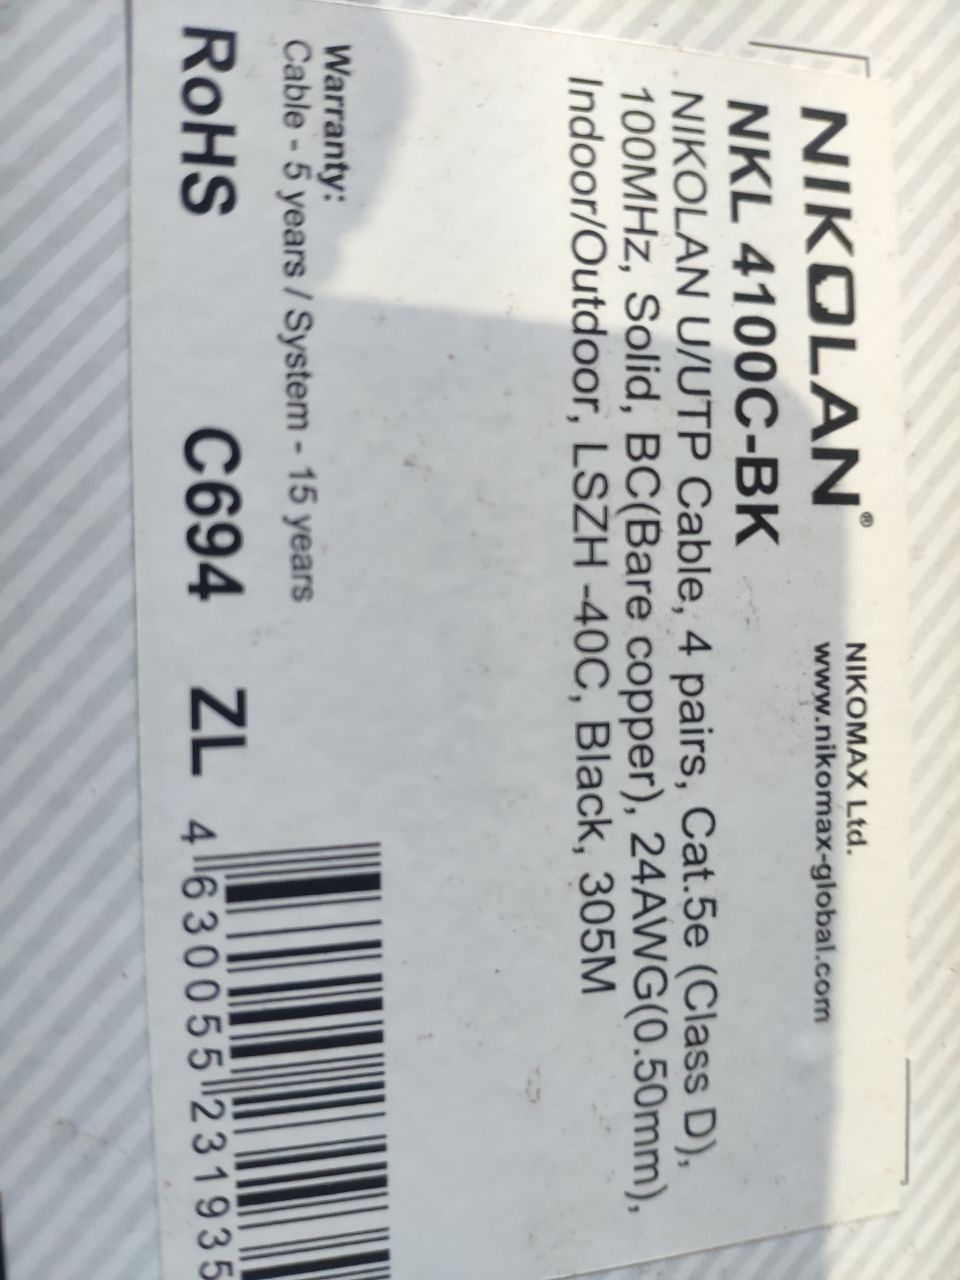 NIKOLAN®
NIKOMAX Ltd.
www.nikomax-global.com
NKL 4100C-BK
NIKOLAN U/UTP Cable, 4 pairs, Cat.5e (Class D),
100MHz, Solid, BC(Bare copper), 24AWG(0.50mm),
Indoor/Outdoor, LSZH -40C, Black, 305M
Warranty:
Cable - 5 years / System - 15 years
RoHS C694 ZL
4 630055 231935